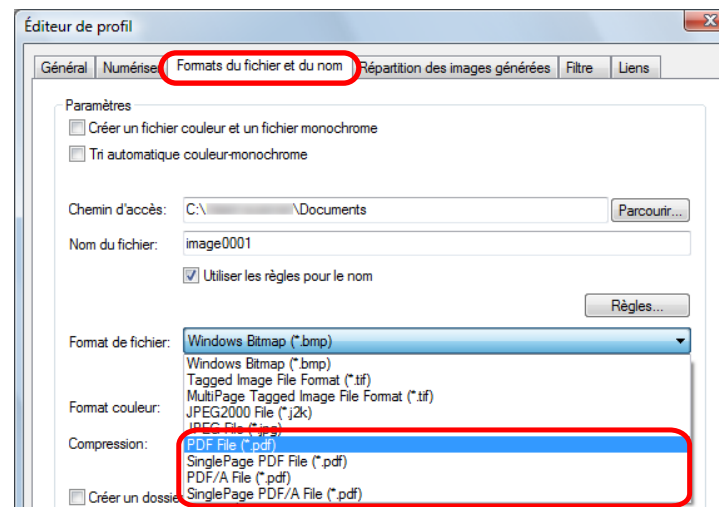 Éditeur de profil
Général Numérise Formats du fichier et du nom Répartition des images générées Filtre Liens
Paramètres
Créer un fichier couleur et un fichier monochrome
Tri automatique couleur-monochrome
Chemin d'accès: C:\ \Documents Parcourir...
Nom du fichier: image0001
Utiliser les règles pour le nom
Règles...
Format de fichier: Windows Bitmap (*.bmp)
Windows Bitmap (*.bmp)
Tagged Image File Format (*.tif)
MultiPage Tagged Image File Format (*.tif)
Format couleur: JPEG2000 File (*.j2k)
JPEG File (*.jpg)
Compression: PDF File (*.pdf)
SinglePage PDF File (*.pdf)
PDF/A File (*.pdf)
Créer un dossie SinglePage PDF/A File (*.pdf)